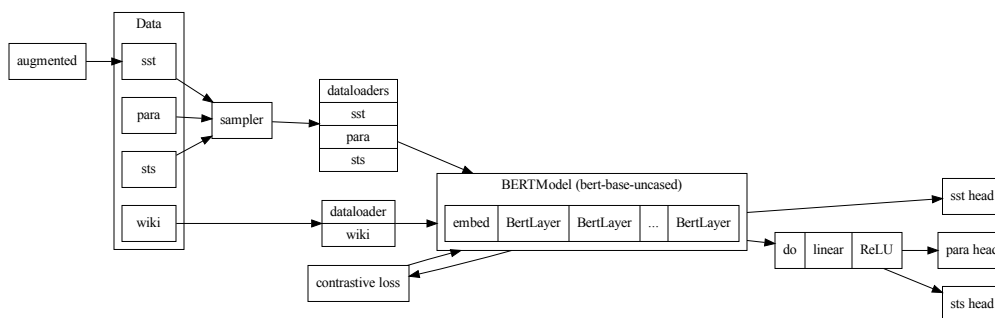 Data
augmented
sst
para
sts
wiki
sampler
dataloaders
sst
para
sts
dataloader
wiki
contrastive loss
BERTModel (bert-base-uncased)
embed BertLayer BertLayer ... BertLayer
do linear ReLU
sst head
para head
sts head